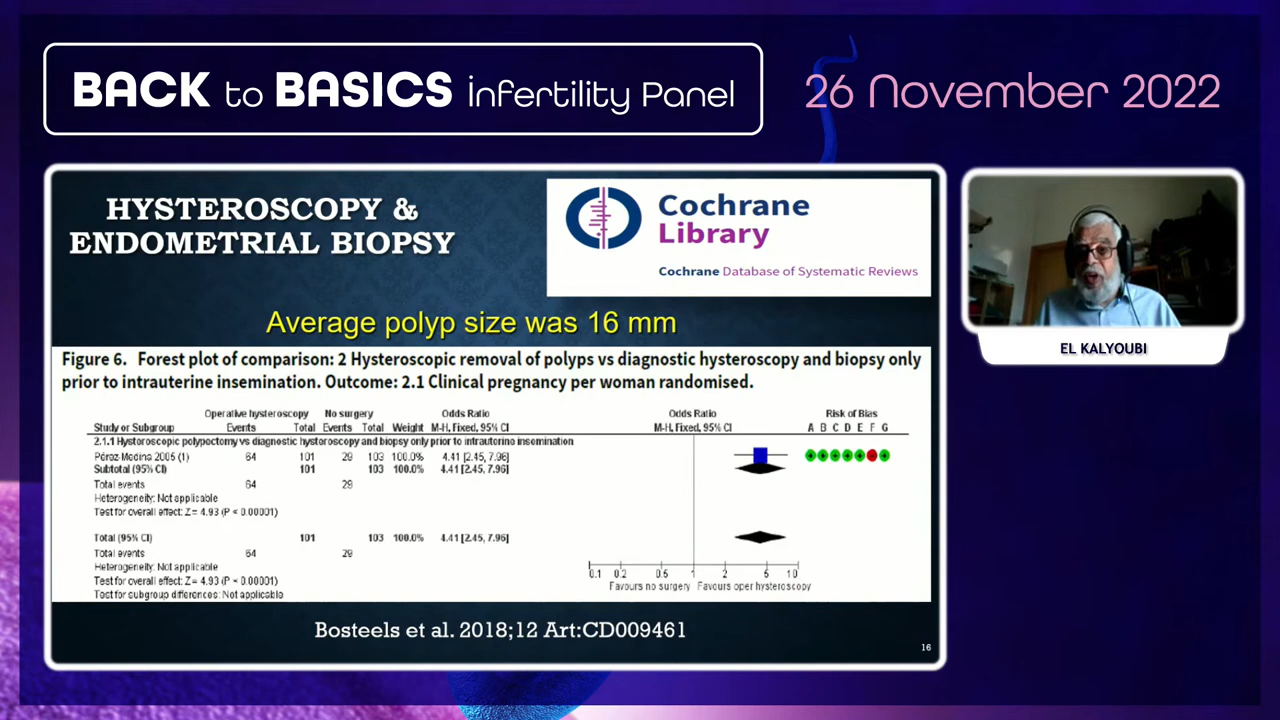 BACK to BASICS infertility Panel
26 November 2022
HYSTEROSCOPY &
ENDOMETRIAL BIOPSY
Cochrane
Library
Cochrane Database of Systematic Reviews
Average polyp size was 16 mm
Figure 6. Forest plot of comparison: 2 Hysteroscopic removal of polyps vs diagnostic hysteroscopy and biopsy only
prior to intrauterine insemination. Outcome: 2.1 Clinical pregnancy per woman randomised.
Operative hysteroscopy No surgery Odds Ratio Odds Ratio Risk of Bias
Study or Subgroup Events Total Events Total Weight M-H, Fixed, 95% CI M-H, Fixed, 95% CI A B C D E F G
2.1.1 Hysteroscopic polypectomy vs diagnostic hysteroscopy and biopsy only prior to intrauterine insemination
Pérez-Medina 2005 (1) 64 101 29 103 100.0% 4.41 [2.45, 7.96]
Subtotal (95% CI) 101 103 100.0% 4.41 [2.45, 7.96]
Total events 64 29
Heterogeneity: Not applicable
Test for overall effect: Z = 4.93 (P < 0.00001)
Total (95% CI) 101 103 100.0% 4.41 [2.45, 7.96]
Total events 64 29
Heterogeneity: Not applicable
Test for overall effect: Z = 4.93 (P < 0.00001)
Test for subgroup differences: Not applicable
0.1 0.2 0.5 1 2 5 10
Favours no surgery Favours oper hysteroscopy
Bosteels et al. 2018;12 Art:CD009461
16
EL KALYOUBI